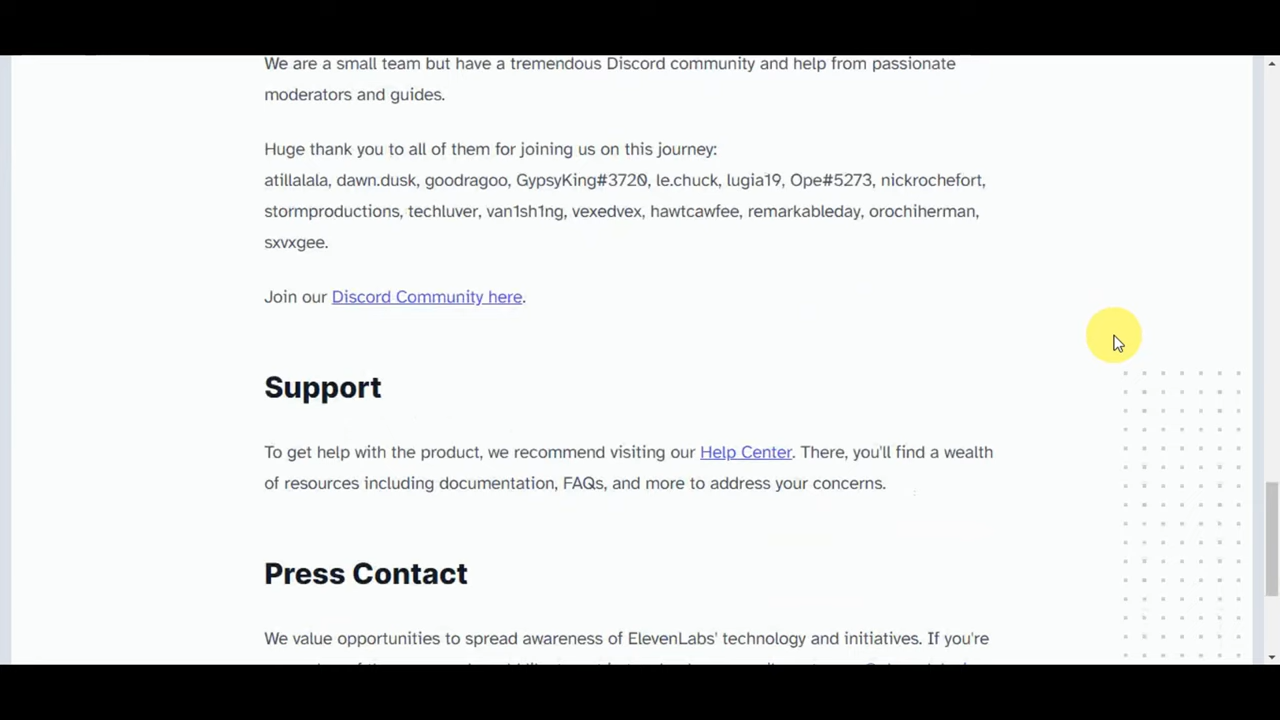 We are a small team but have a tremendous Discord community and help from passionate
moderators and guides.
Huge thank you to all of them for joining us on this journey:
atillalala, dawn.dusk, goodragoo, GypsyKing#3720, le.chuck, lugia19, Ope#5273, nickrochefort,
stormproductions, techluver, van1sh1ng, vexedvex, hawtcawfee, remarkableday, orochiherman,
sxvxgee.
Join our Discord Community here.
Support
To get help with the product, we recommend visiting our Help Center. There, you'll find a wealth
of resources including documentation, FAQs, and more to address your concerns.
Press Contact
We value opportunities to spread awareness of ElevenLabs' technology and initiatives. If you're